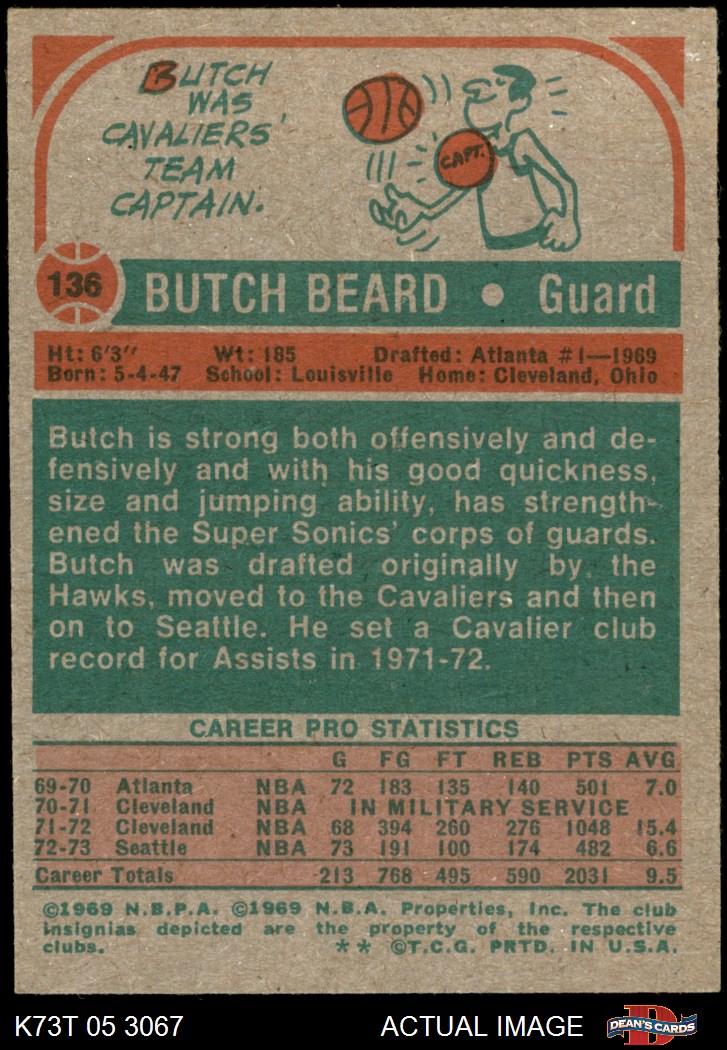 BUTCH
WAS
CAVALIERS'
TEAM
CAPTAIN.
CAPT.
136
BUTCH BEARD • Guard
Ht: 6'3" Wt: 185 Drafted: Atlanta #1—1969
Born: 5-4-47 School: Louisville Home: Cleveland, Ohio
Butch is strong both offensively and de-
fensively and with his good quickness,
size and jumping ability, has strength-
ened the Super Sonics' corps of guards.
Butch was drafted originally by the
Hawks, moved to the Cavaliers and then
on to Seattle. He set a Cavalier club
record for Assists in 1971-72.
CAREER PRO STATISTICS
G FG FT REB PTS AVG
69-70 Atlanta NBA 72 183 135 140 501 7.0
70-71 Cleveland NBA IN MILITARY SERVICE
71-72 Cleveland NBA 68 394 260 276 1048 15.4
72-73 Seattle NBA 73 191 100 174 482 6.6
Career Totals 213 768 495 590 2031 9.5
©1969 N.B.P.A. ©1969 N.B.A. Properties, Inc. The club
insignias depicted are the property of the respective
clubs. ** ©T.C.G. PRTD. IN U.S.A.
K73T 05 3067 ACTUAL IMAGE D DEAN'S CARDS